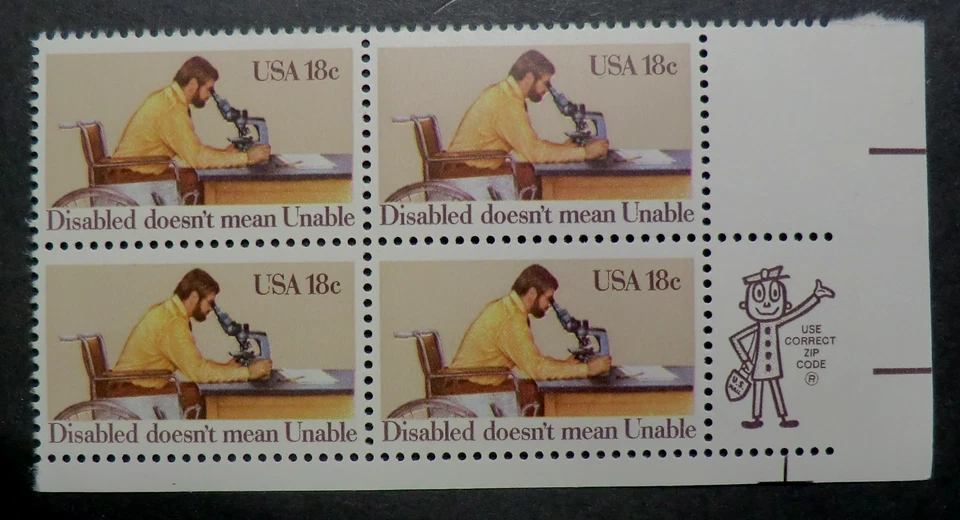 USA 18c
USA 18c
Disabled doesn't mean Unable
Disabled doesn't mean Unable
USA 18c
USA 18c
Disabled doesn't mean Unable
Disabled doesn't mean Unable
USE
CORRECT
ZIP
CODE
®
U.S.
MAIL